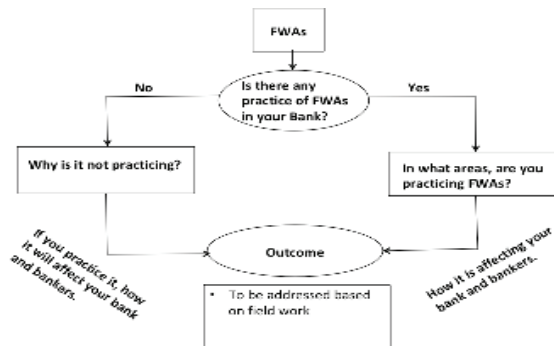 FWAs
Is there any
practice of FWAs
in your Bank?
No
Yes
Why is it not practicing?
In what areas, are you
practicing FWAs?
If you practice it, how
it will affect your bank
and bankers.
Outcome
How it is affecting your
bank and bankers.
• To be addressed based
on field work